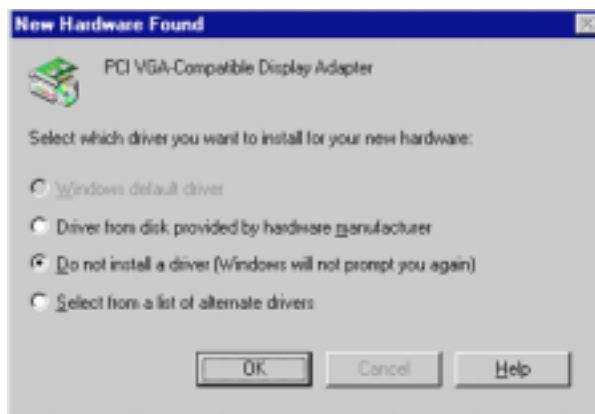 New Hardware Found
PCI VGA-Compatible Display Adapter
Select which driver you want to install for your new hardware:
Windows default driver
Driver from disk provided by hardware manufacturer
Do not install a driver (Windows will not prompt you again)
Select from a list of alternate drivers
OK Cancel Help